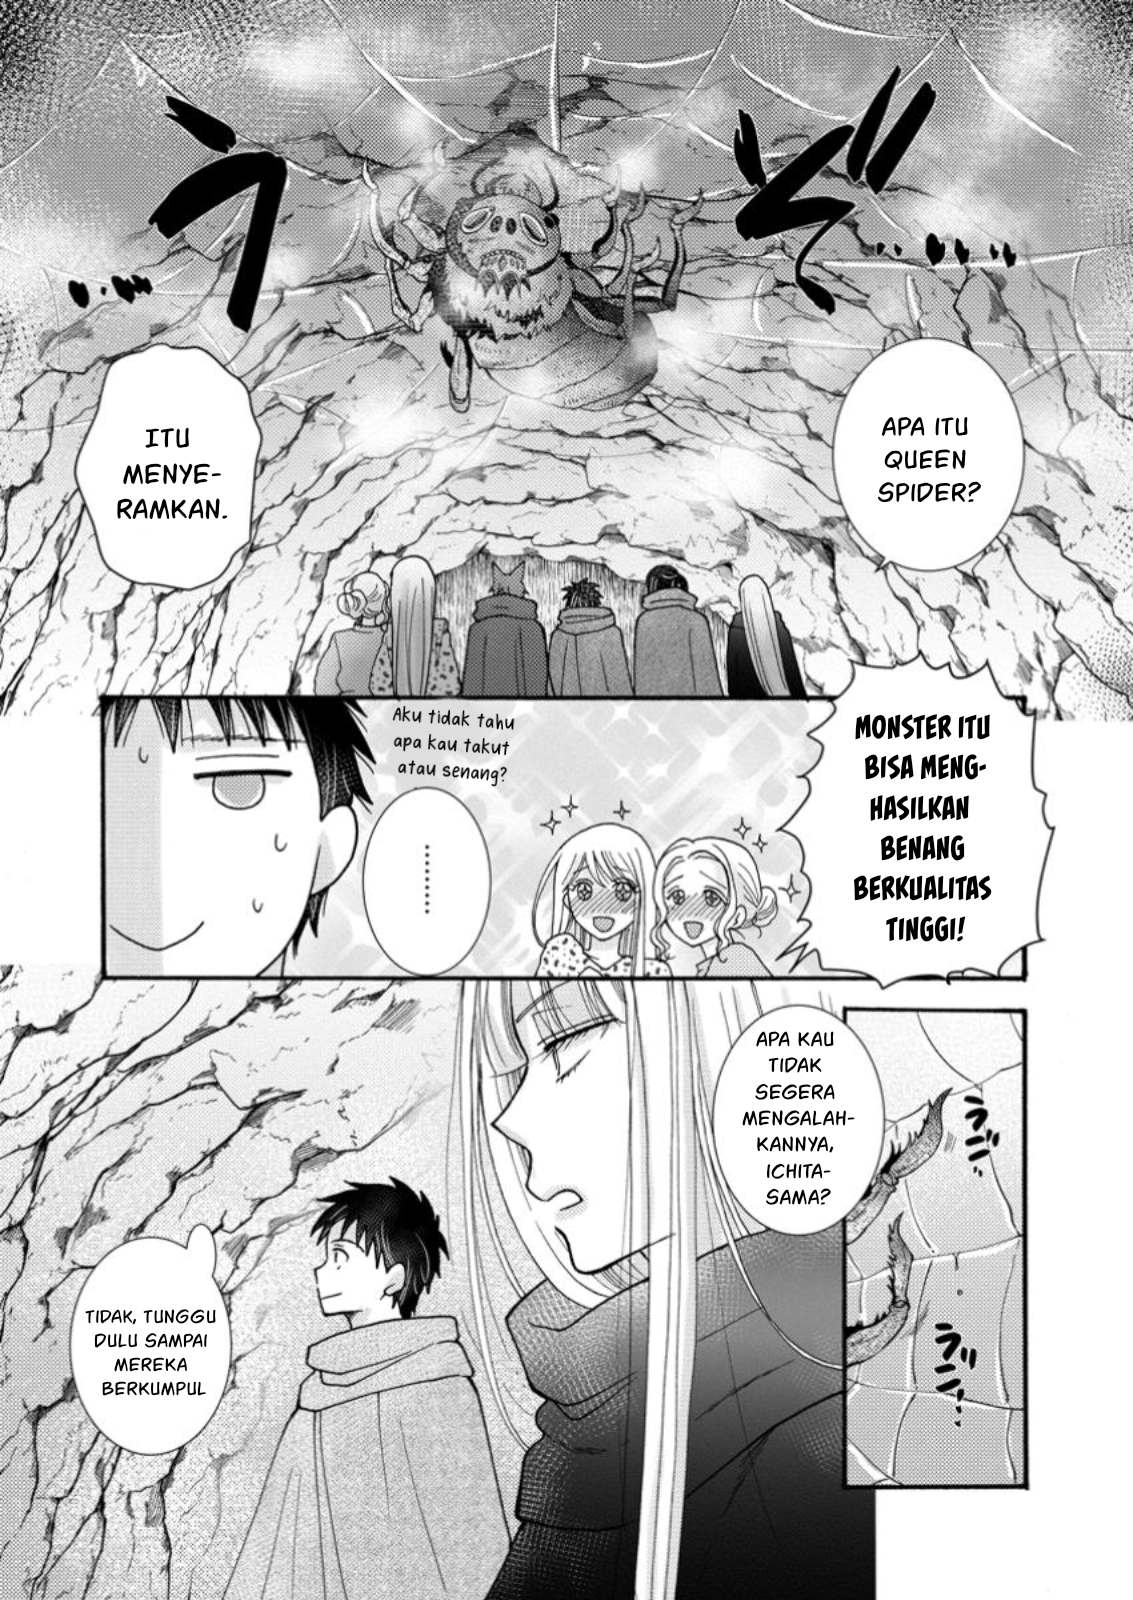 APA ITU
QUEEN
SPIDER?
ITU
MENYE-
RAMKAN.
MONSTER ITU
BISA MENG-
HASILKAN
BENANG
BERKUALITAS
TINGGI!
Aku tidak tahu
apa kau takut
atau senang?
..........
APA KAU
TIDAK
SEGERA
MENGALAH-
KANNYA,
ICHITA-
SAMA?
TIDAK, TUNGGU
DULU SAMPAI
MEREKA
BERKUMPUL